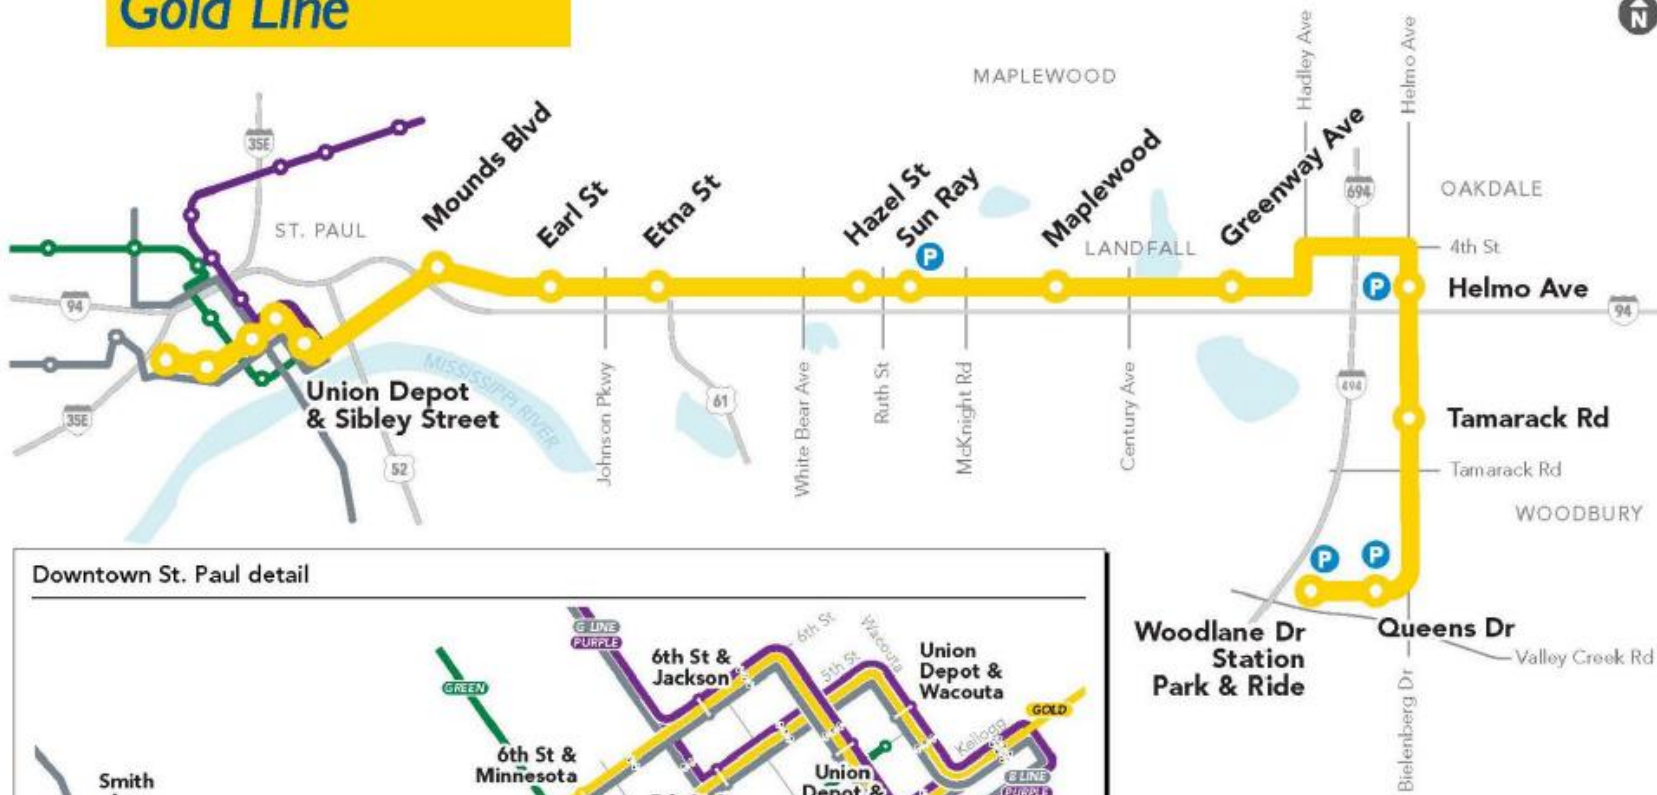 Gold Line
N
Hadley Ave
Helmo Ave
MAPLEWOOD
35E
Mounds Blvd
Earl St
Etna St
Hazel St
Sun Ray
P
Maplewood
Greenway Ave
694
OAKDALE
ST. PAUL
LANDFALL
4th St
P
Helmo Ave
94
94
MISSISSIPPI RIVER
Union Depot
& Sibley Street
35E
52
Johnson Pkwy
61
White Bear Ave
Ruth St
McKnight Rd
Century Ave
494
Tamarack Rd
Tamarack Rd
WOODBURY
P
P
Woodlane Dr
Station
Park & Ride
Queens Dr
Valley Creek Rd
Bielenberg Dr
Downtown St. Paul detail
G LINE
PURPLE
GREEN
6th St &
Jackson
6th St
5th St
Wacouta
Union
Depot &
Wacouta
GOLD
Kellogg
6th St &
Minnesota
Smith
Union
Depot &
B LINE
PURPLE